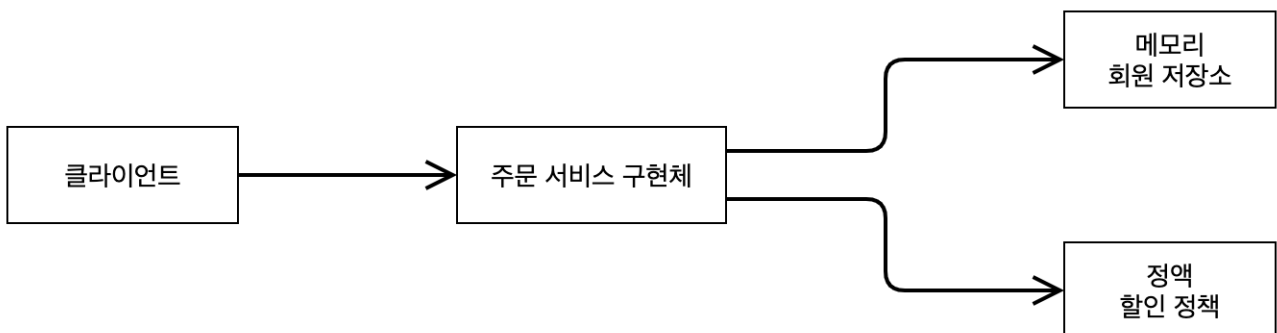 클라이언트
주문 서비스 구현체
메모리
회원 저장소
정액
할인 정책